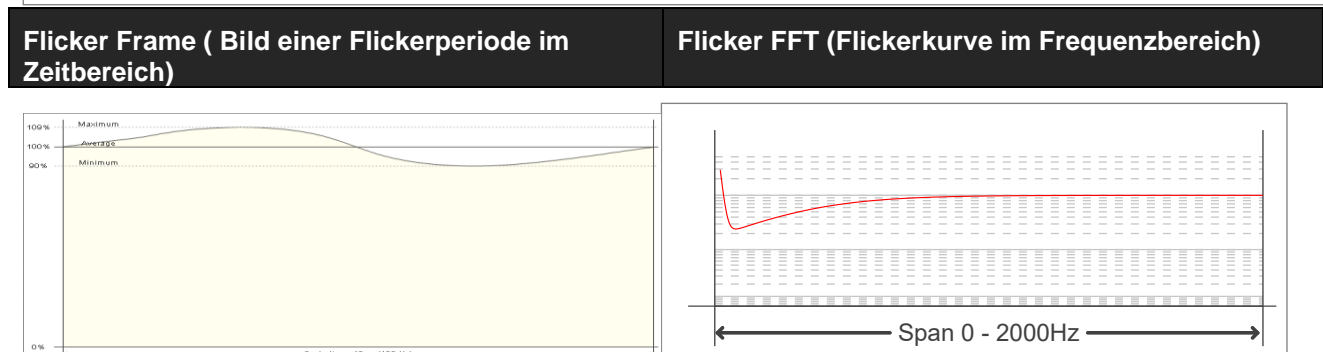 Flicker Frame ( Bild einer Flickerperiode im
Zeitbereich)
Flicker FFT (Flickerkurve im Frequenzbereich)
109%
Maximum
100%
Average
90%
Minimum
0%
Span 0 - 2000Hz